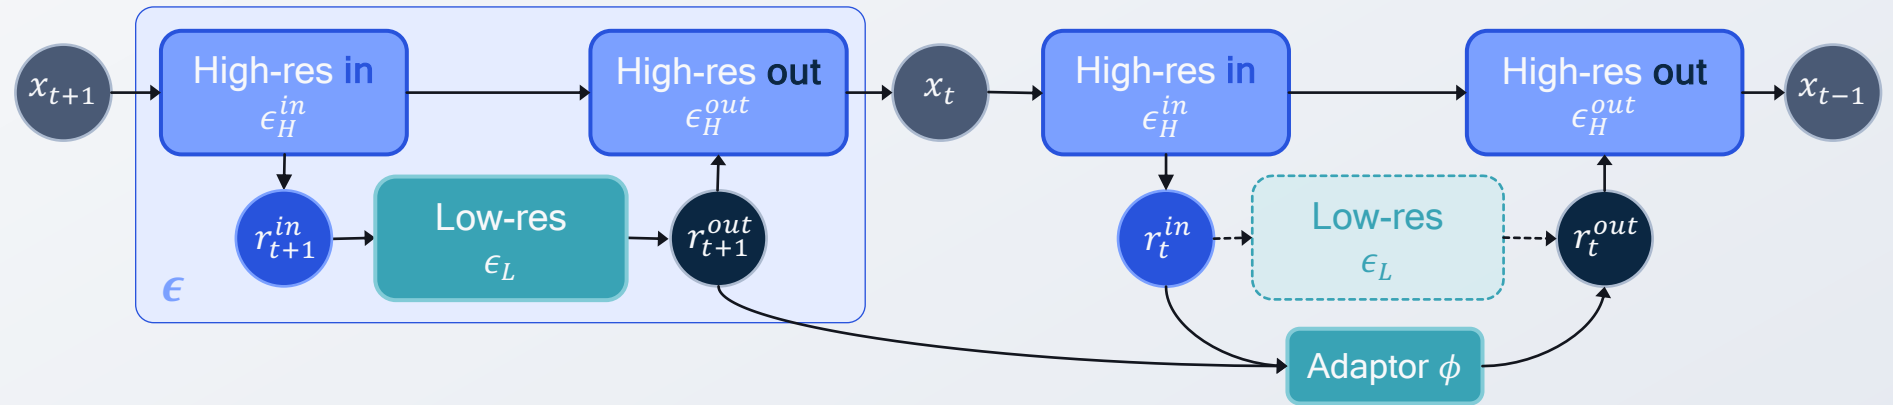 x_{t+1}
High-res in
ϵ_H^{in}
High-res out
ϵ_H^{out}
x_t
High-res in
ϵ_H^{in}
High-res out
ϵ_H^{out}
x_{t−1}
r_{t+1}^{in}
Low-res
ϵ_L
r_{t+1}^{out}
r_t^{in}
Low-res
ϵ_L
r_t^{out}
ϵ
Adaptor ϕ